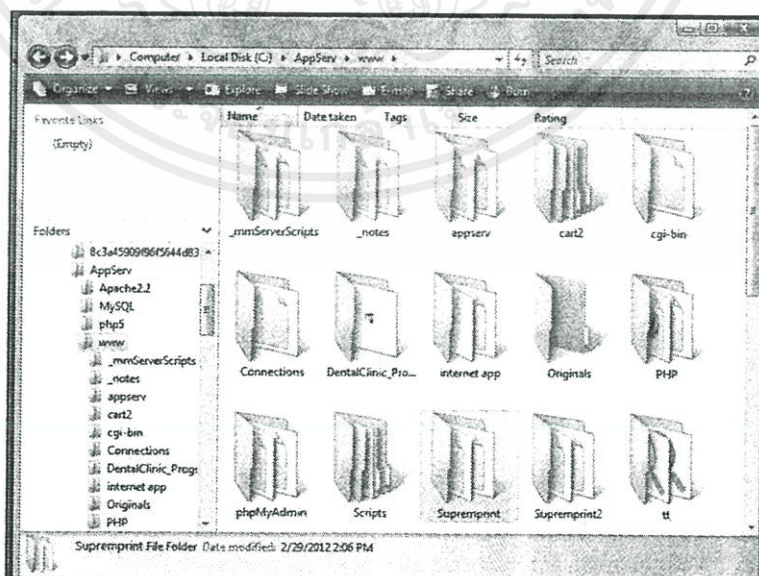 Computer ▸ Local Disk (C:) ▸ AppServ ▸ www ▸
Search
Organize Views Explore Slide Show E-mail Share Burn
Favorite Links
(Empty)
Folders
8c3a45909f96f5644d83
AppServ
Apache2.2
MySQL
php5
www
_mmServerScripts
_notes
appserv
cart2
cgi-bin
Connections
DentalClinic_Progr
internet app
Originals
PHP
Name Date taken Tags Size Rating
_mmServerScripts _notes appserv cart2 cgi-bin
Connections DentalClinic_Pro... internet app Originals PHP
phpMyAdmin Scripts Supremprint Supremprint2 tt
Supremprint File Folder Date modified: 2/29/2012 2:06 PM